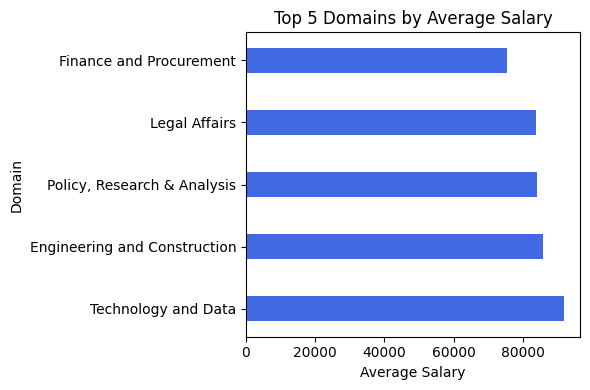 Top 5 Domains by Average Salary
Domain
Finance and Procurement
Legal Affairs
Policy, Research & Analysis
Engineering and Construction
Technology and Data
0 20000 40000 60000 80000
Average Salary